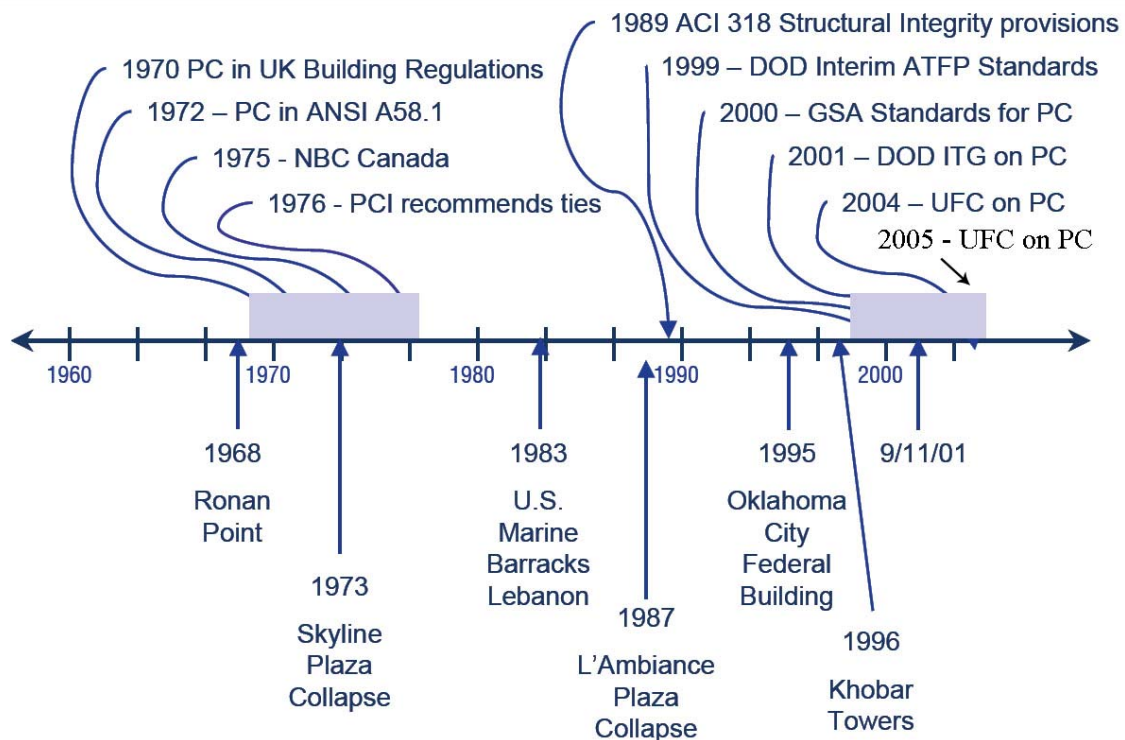 1989 ACI 318 Structural Integrity provisions
1970 PC in UK Building Regulations
1999 – DOD Interim ATFP Standards
1972 – PC in ANSI A58.1
2000 – GSA Standards for PC
1975 - NBC Canada
2001 – DOD ITG on PC
1976 - PCI recommends ties
2004 – UFC on PC
2005 - UFC on PC
1960
1970
1980
1990
2000
1968
Ronan
Point
1973
Skyline
Plaza
Collapse
1983
U.S.
Marine
Barracks
Lebanon
1987
L’Ambiance
Plaza
Collapse
1995
Oklahoma
City
Federal
Building
1996
Khobar
Towers
9/11/01